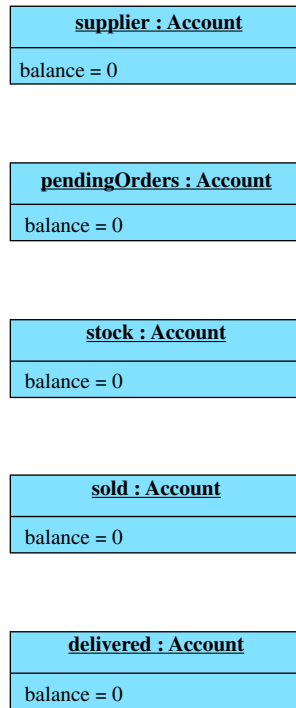 supplier : Account
balance = 0
pendingOrders : Account
balance = 0
stock : Account
balance = 0
sold : Account
balance = 0
delivered : Account
balance = 0